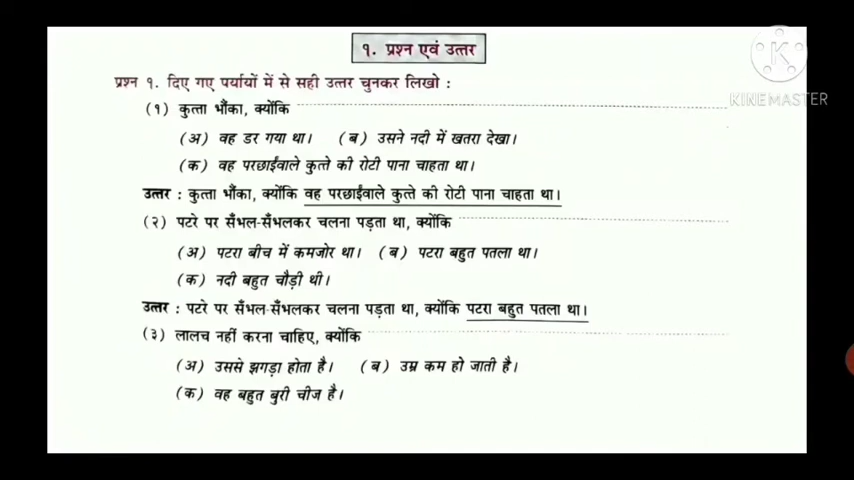 १. प्रश्न एवं उत्तर
KINEMASTER
प्रश्न १. दिए गए पर्यायों में से सही उत्तर चुनकर लिखो :
(१) कुत्ता भौंका, क्योंकि
(अ) वह डर गया था। (ब) उसने नदी में खतरा देखा।
(क) वह परछाईंवाले कुत्ते की रोटी पाना चाहता था।
उत्तर : कुत्ता भौंका, क्योंकि वह परछाईंवाले कुत्ते की रोटी पाना चाहता था।
(२) पटरे पर सँभल-सँभलकर चलना पड़ता था, क्योंकि
(अ) पटरा बीच में कमजोर था। (ब) पटरा बहुत पतला था।
(क) नदी बहुत चौड़ी थी।
उत्तर : पटरे पर सँभल-सँभलकर चलना पड़ता था, क्योंकि पटरा बहुत पतला था।
(३) लालच नहीं करना चाहिए, क्योंकि
(अ) उससे झगड़ा होता है। (ब) उम्र कम हो जाती है।
(क) वह बहुत बुरी चीज है।